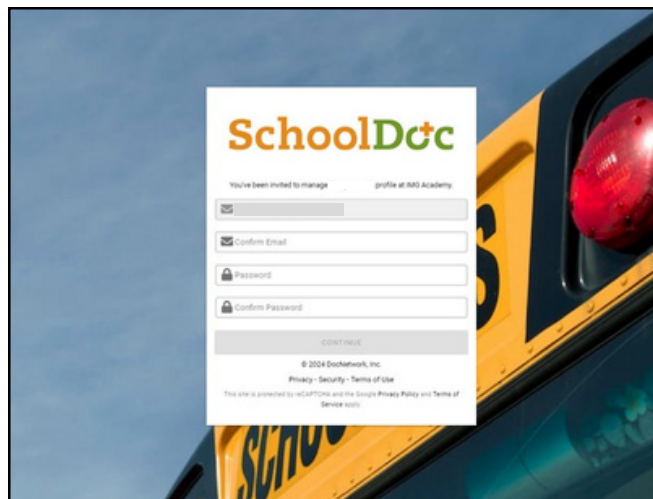 SchoolDoc
You've been invited to manage profile at IMG Academy.
Confirm Email
Password
Confirm Password
CONTINUE
© 2024 DocNetwork, Inc.
Privacy - Security - Terms of Use
This site is protected by reCAPTCHA and the Google Privacy Policy and Terms of
Service apply.
SCHOO
S